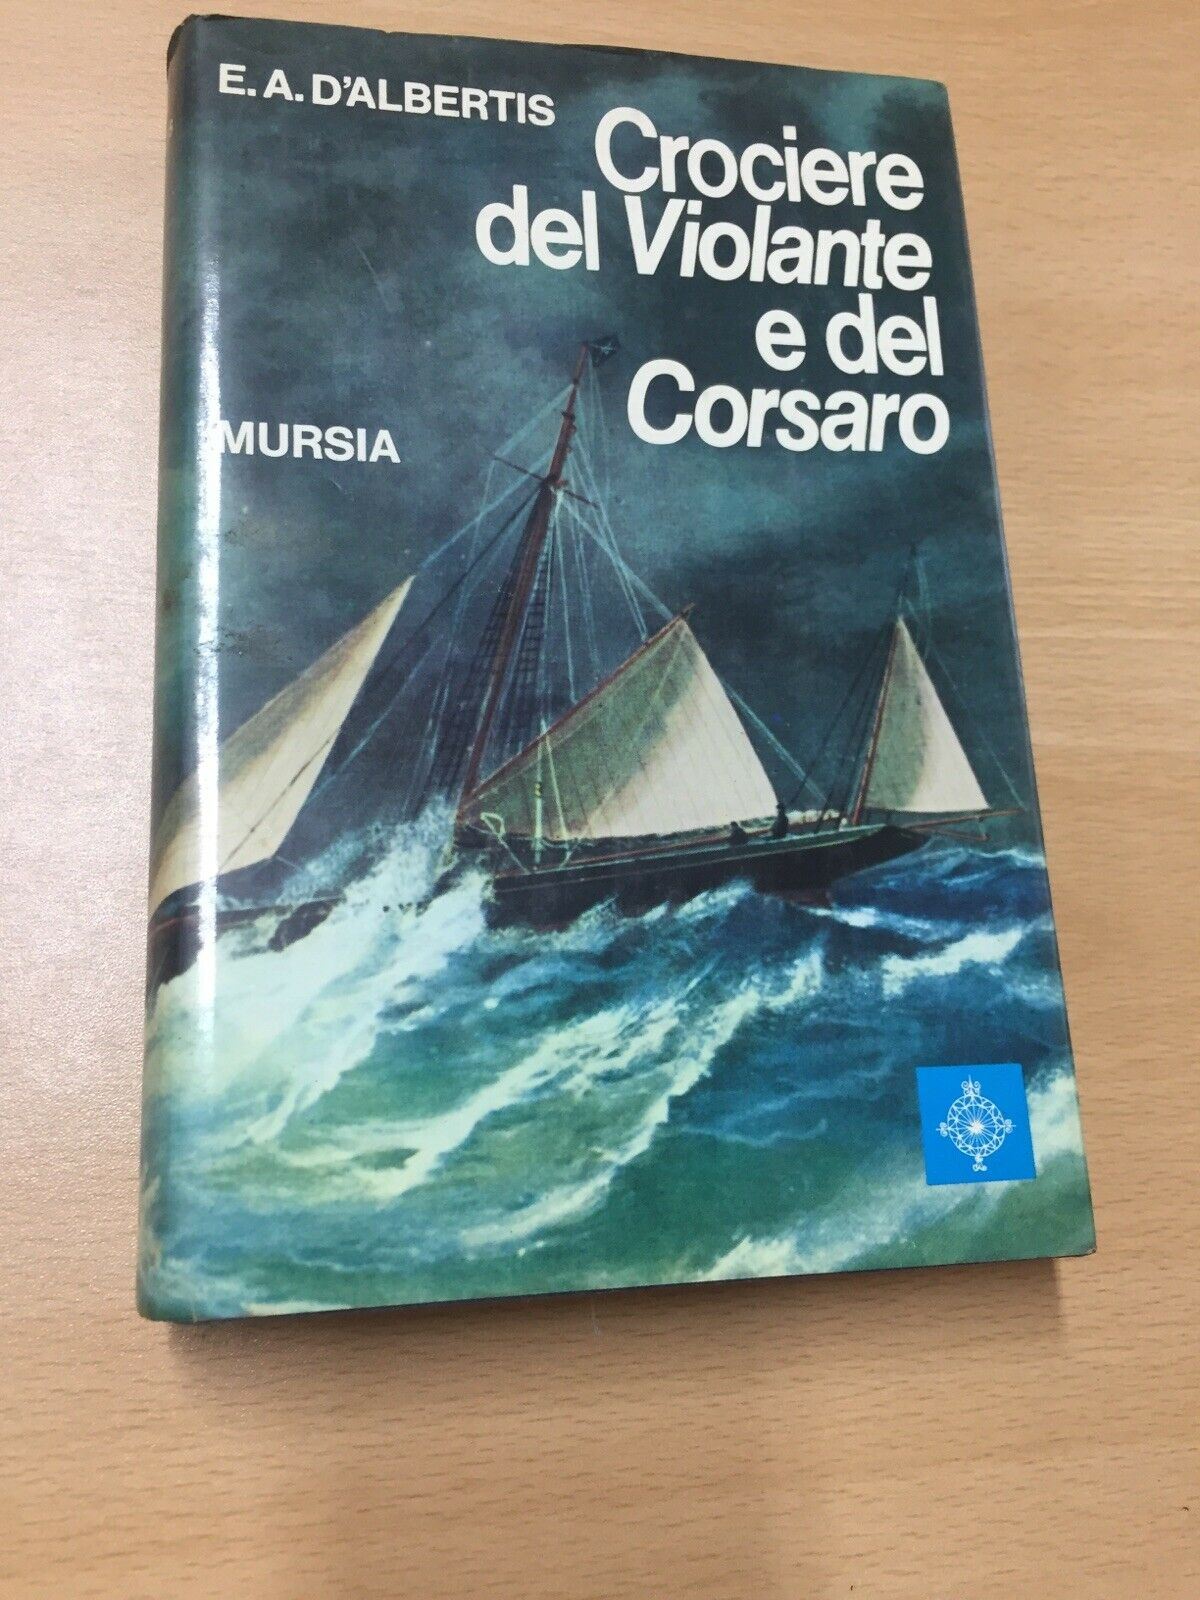 E. A. D'ALBERTIS
Crociere
del Violante
e del
Corsaro
MURSIA